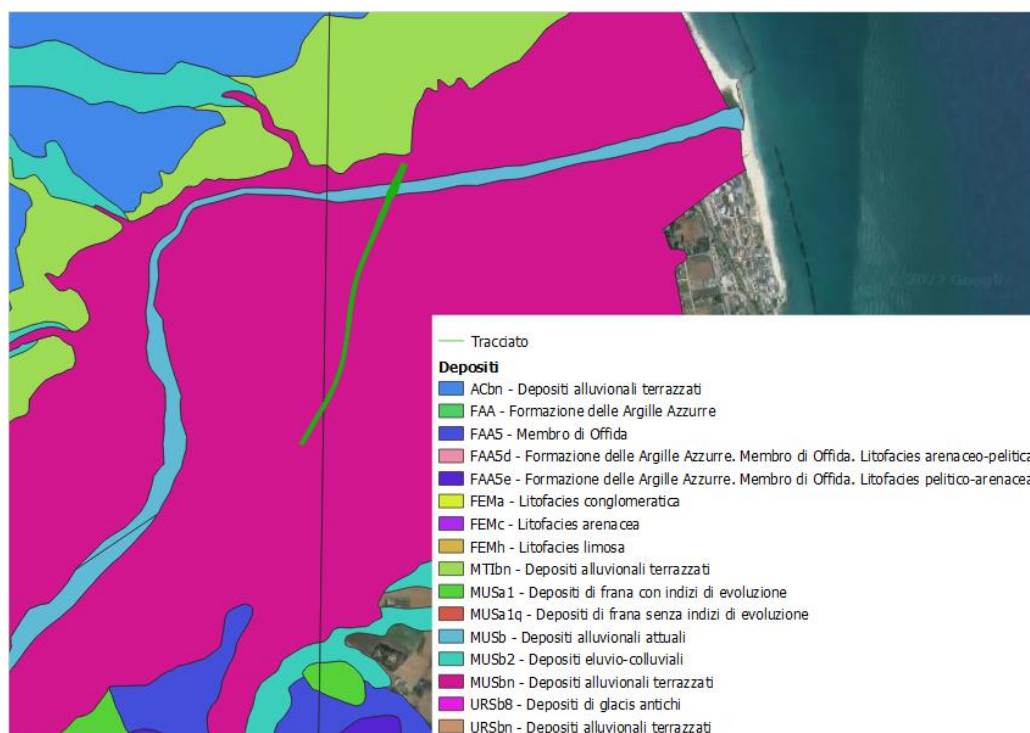 © 2022 Google
Tracciato
Depositi
ACbn - Depositi alluvionali terrazzati
FAA - Formazione delle Argille Azzurre
FAA5 - Membro di Offida
FAA5d - Formazione delle Argille Azzurre. Membro di Offida. Litofacies arenaceo-pelitica
FAA5e - Formazione delle Argille Azzurre. Membro di Offida. Litofacies pelitico-arenacea
FEMa - Litofacies conglomeratica
FEMc - Litofacies arenacea
FEMh - Litofacies limosa
MTIbn - Depositi alluvionali terrazzati
MUSa1 - Depositi di frana con indizi di evoluzione
MUSa1q - Depositi di frana senza indizi di evoluzione
MUSb - Depositi alluvionali attuali
MUSb2 - Depositi eluvio-colluviali
MUSbn - Depositi alluvionali terrazzati
URSb8 - Depositi di glacis antichi
URSbn - Depositi alluvionali terrazzati